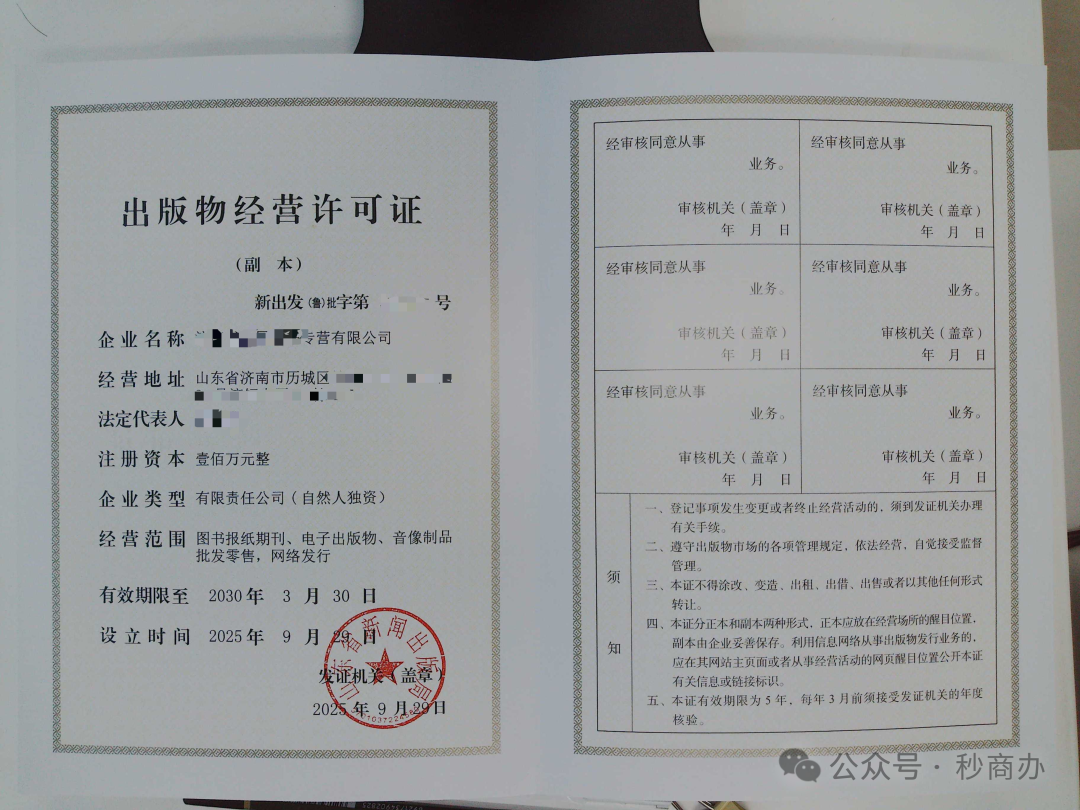 出版物经营许可证
（副 本）
新出发(鲁)批字第 号
企业名称 专营有限公司
经营地址 山东省济南市历城区
法定代表人
注册资本 壹佰万元整
企业类型 有限责任公司（自然人独资）
经营范围 图书报纸期刊、电子出版物、音像制品
批发零售，网络发行
有效期限至 2030年 3 月 30 日
设立时间 2025年 9 月 29 日
山东省新闻出版局
发证机关（盖章）
2025年 9 月29日
经审核同意从事
业务。
审核机关（盖章）
年 月 日
经审核同意从事
业务。
审核机关（盖章）
年 月 日
经审核同意从事
业务。
审核机关（盖章）
年 月 日
经审核同意从事
业务。
审核机关（盖章）
年 月 日
经审核同意从事
业务。
审核机关（盖章）
年 月 日
经审核同意从事
业务。
审核机关（盖章）
年 月 日
须知
一、登记事项发生变更或者终止经营活动的，须到发证机关办理
有关手续。
二、遵守出版物市场的各项管理规定，依法经营，自觉接受监督
管理。
三、本证不得涂改、变造、出租、出借、出售或者以其他任何形式
转让。
四、本证分正本和副本两种形式，正本应放在经营场所的醒目位置，
副本由企业妥善保存。利用信息网络从事出版物发行业务的，
应在其网站主页面或者从事经营活动的网页醒目位置公开本证
有关信息或链接标识。
五、本证有效期限为 5 年，每年 3 月前须接受发证机关的年度
核验。
公众号·秒商办